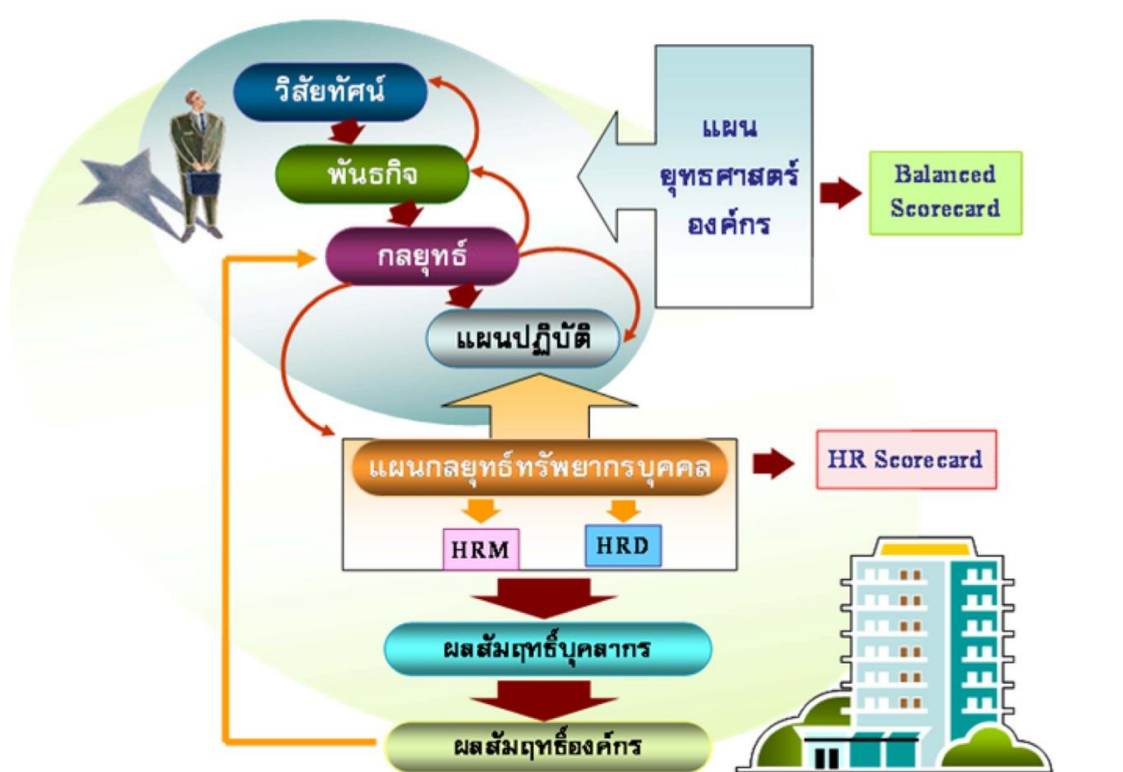 วิสัยทัศน์
พันธกิจ
กลยุทธ์
แผนปฏิบัติ
แผน
ยุทธศาสตร์
องค์กร
Balanced
Scorecard
แผนกลยุทธ์ทรัพยากรบุคคล
HR Scorecard
HRM
HRD
ผลสัมฤทธิ์บุคลากร
ผลสัมฤทธิ์องค์กร